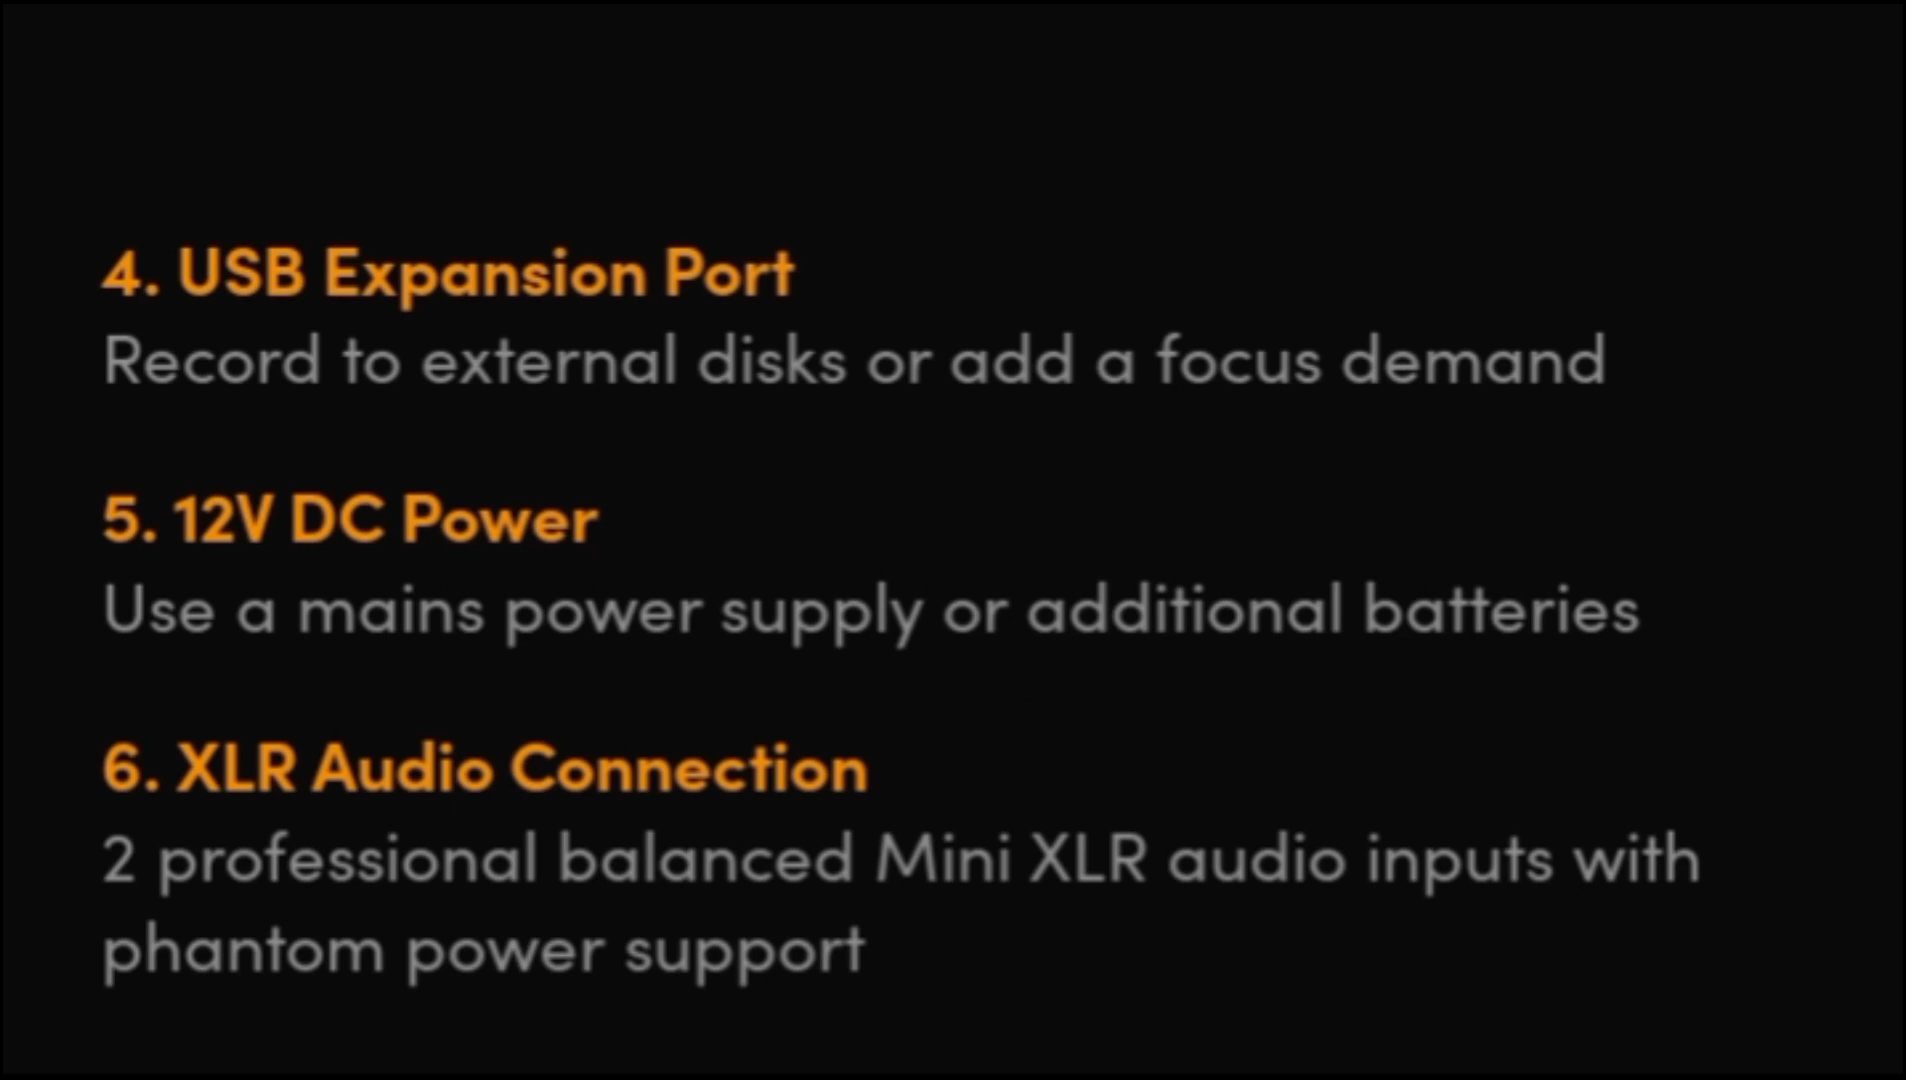 4. USB Expansion Port
Record to external disks or add a focus demand
5. 12V DC Power
Use a mains power supply or additional batteries
6. XLR Audio Connection
2 professional balanced Mini XLR audio inputs with
phantom power support